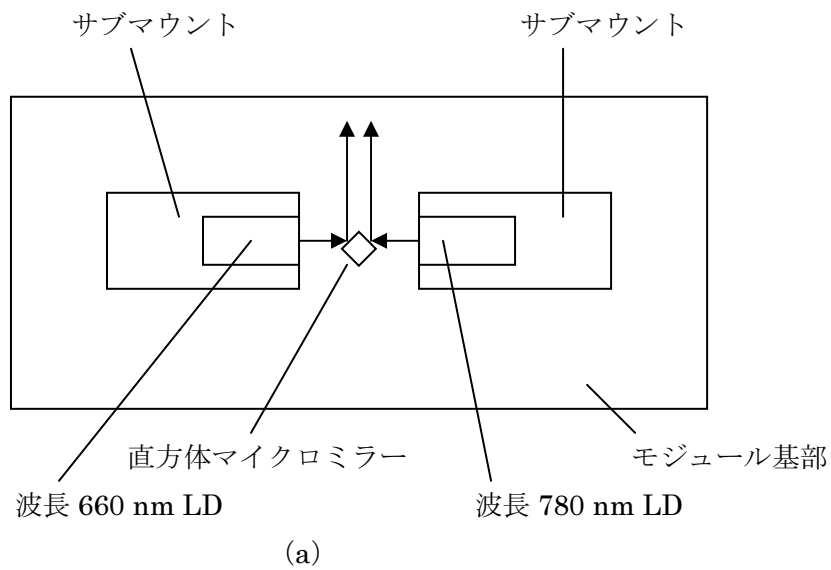 サブマウント
サブマウント
直方体マイクロミラー
モジュール基部
波長 660 nm LD
波長 780 nm LD
(a)